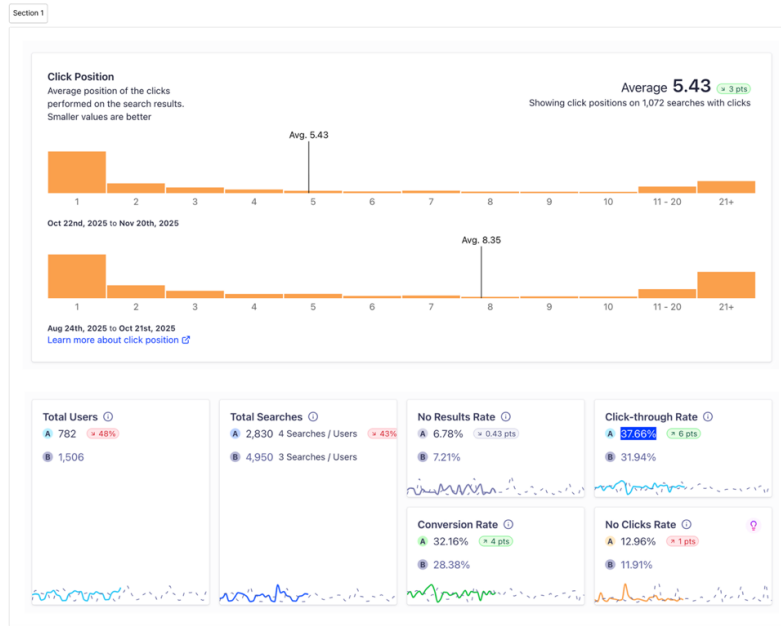 Section 1
Click Position
Average position of the clicks
performed on the search results.
Smaller values are better
Average 5.43 3 pts
Showing click positions on 1,072 searches with clicks
Avg. 5.43
1 2 3 4 5 6 7 8 9 10 11 - 20 21+
Oct 22nd, 2025 to Nov 20th, 2025
Avg. 8.35
1 2 3 4 5 6 7 8 9 10 11 - 20 21+
Aug 24th, 2025 to Oct 21st, 2025
Learn more about click position
Total Users
A 782 48%
B 1,506
Total Searches
A 2,830 4 Searches / Users 43%
B 4,950 3 Searches / Users
No Results Rate
A 6.78% 0.43 pts
B 7.21%
Click-through Rate
A 37.66% 6 pts
B 31.94%
Conversion Rate
A 32.16% 4 pts
B 28.38%
No Clicks Rate
A 12.96% 1 pts
B 11.91%